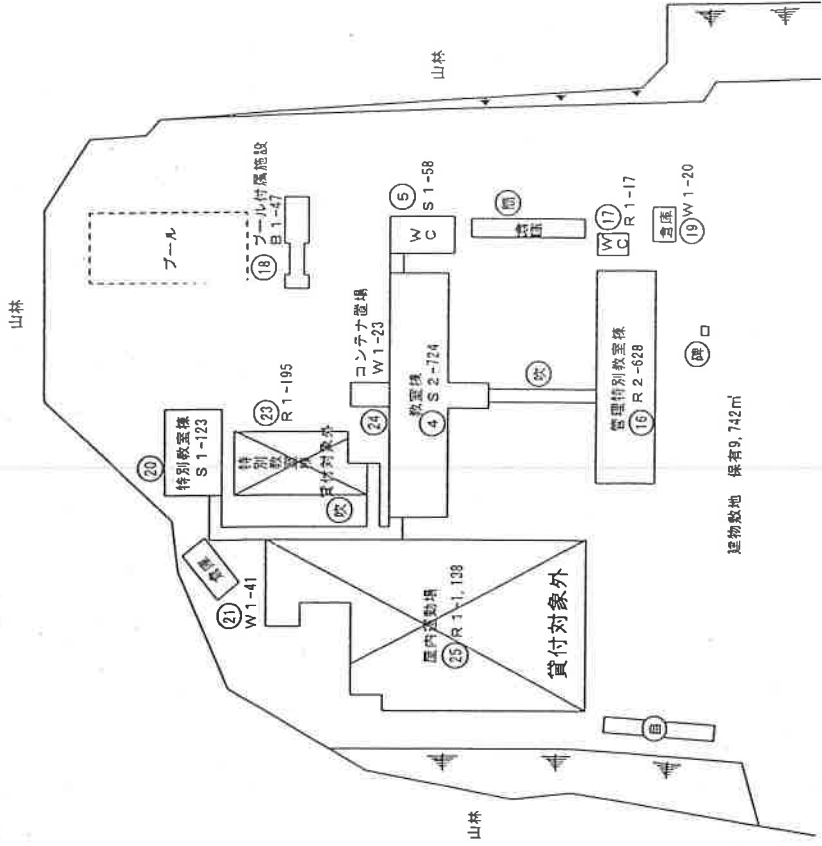 山林
山林
山林
プール
⑱
プール付属施設
B 1-47
⑤
S 1-58
W
C
簡
倉庫
⑰
R 1-17
W
C
倉庫
⑲
W 1-20
コンテナ置場
W 1-23
㉔
教室棟
④ S 2-724
吹
管理特別教室棟
⑯ R 2-628
碑
⑳
特別教室棟
S 1-123
㉓
R 1-195
特別
教室棟
貸付対象外
吹
倉庫
㉑
W 1-41
屋内運動場
㉕ R 1-1,138
貸付対象外
自
建物敷地 保有9,742㎡